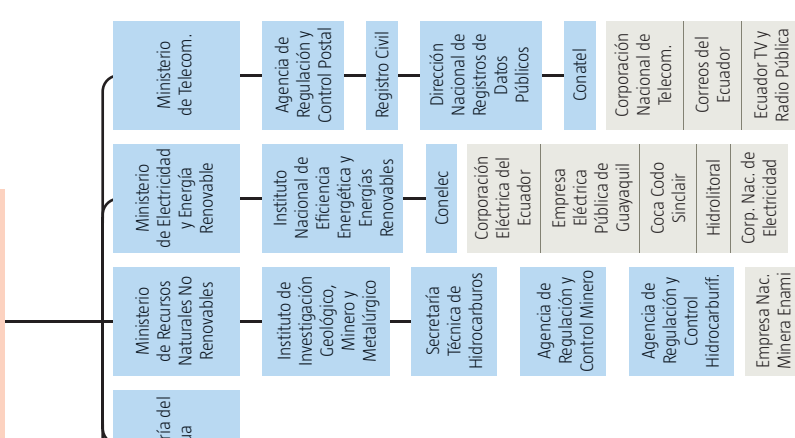 Ministerio
de Telecom.
Agencia de
Regulación y
Control Postal
Registro Civil
Dirección
Nacional de
Registros de
Datos
Públicos
Conatel
Corporación
Nacional de
Telecom.
Correos del
Ecuador
Ecuador TV y
Radio Pública
Ministerio
de Electricidad
y Energía
Renovable
Instituto
Nacional de
Eficiencia
Energética y
Energías
Renovables
Conelec
Corporación
Eléctrica del
Ecuador
Empresa
Eléctrica
Pública de
Guayaquil
Coca Codo
Sinclair
Hidrolitoral
Corp. Nac. de
Electricidad
Ministerio
de Recursos
Naturales No
Renovables
Instituto de
Investigación
Geológico,
Minero y
Metalúrgico
Secretaría
Técnica de
Hidrocarburos
Agencia de
Regulación y
Control Minero
Agencia de
Regulación y
Control
Hidrocarburíf.
Empresa Nac.
Minera Enami
del